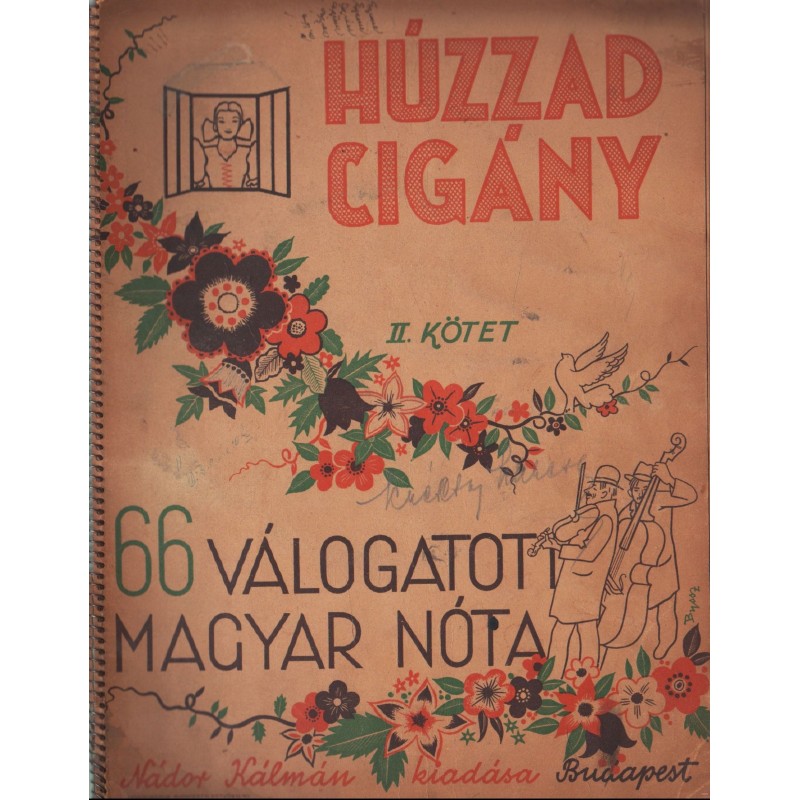 HÚZZAD
CIGÁNY
II. KÖTET
66 VÁLOGATOTT
MAGYAR NÓTA
Nádor Kálmán kiadása Budapest